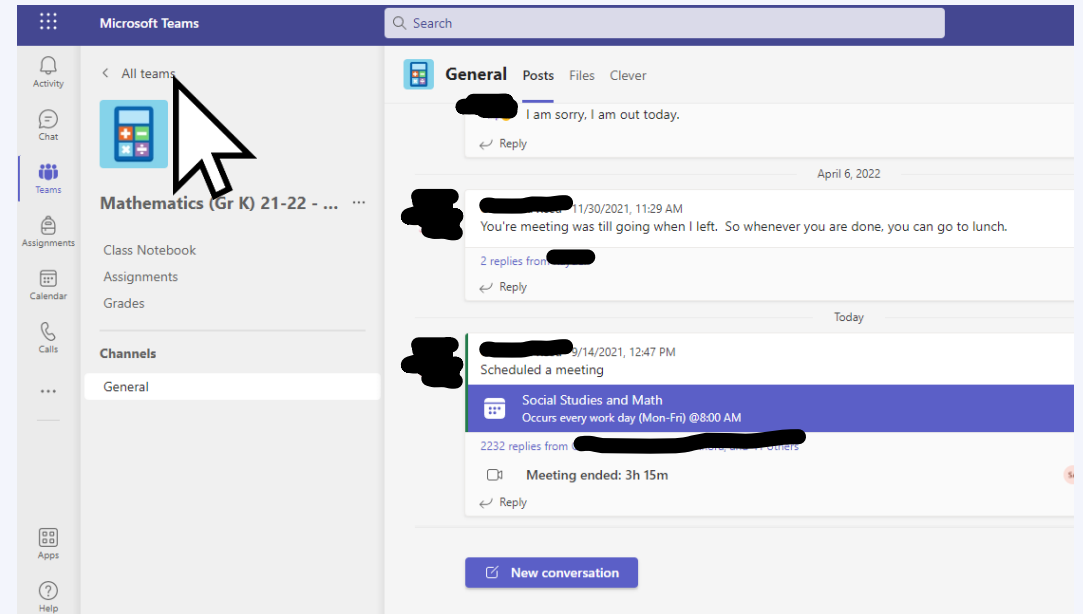 Microsoft Teams
Search
Activity
Chat
Teams
Assignments
Calendar
Calls
Apps
Help
All teams
Mathematics (Gr K) 21-22 - ...
Class Notebook
Assignments
Grades
Channels
General
General Posts Files Clever
I am sorry, I am out today.
Reply
April 6, 2022
11/30/2021, 11:29 AM
You're meeting was till going when I left. So whenever you are done, you can go to lunch.
2 replies from
Reply
Today
9/14/2021, 12:47 PM
Scheduled a meeting
Social Studies and Math
Occurs every work day (Mon-Fri) @8:00 AM
2232 replies from others
Meeting ended: 3h 15m
Reply
New conversation